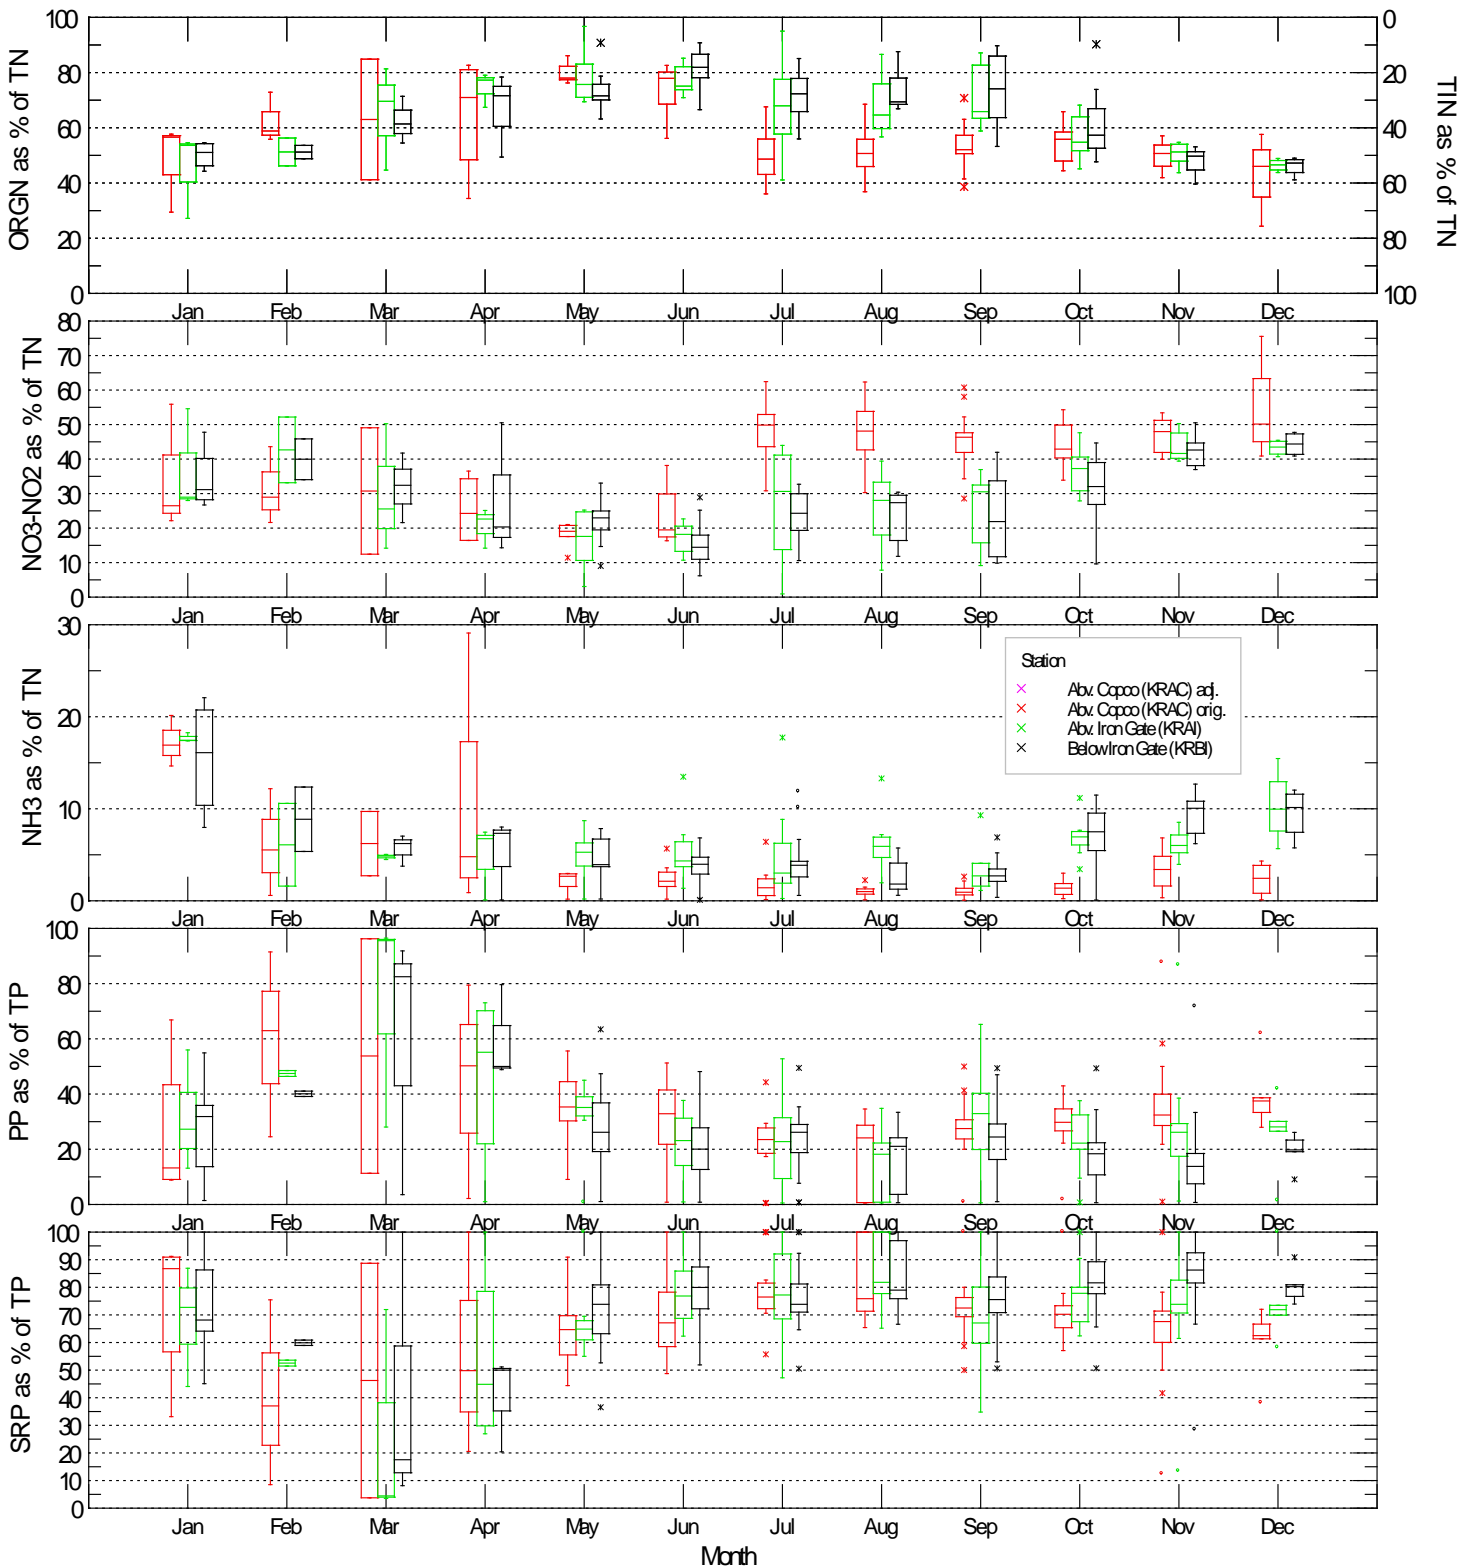 ORGN as % of TN
TIN as % of TN
100
80
60
40
20
0
0
20
40
60
80
100
Jan Feb Mar Apr May Jun Jul Aug Sep Oct Nov Dec
NO3-NO2 as % of TN
80
70
60
50
40
30
20
10
0
Jan Feb Mar Apr May Jun Jul Aug Sep Oct Nov Dec
NH3 as % of TN
30
20
10
0
Station
Abv. Copco (KRAC) adj.
Abv. Copco (KRAC) orig.
Abv. Iron Gate (KRAI)
Below Iron Gate (KRBI)
Jan Feb Mar Apr May Jun Jul Aug Sep Oct Nov Dec
PP as % of TP
100
80
60
40
20
0
Jan Feb Mar Apr May Jun Jul Aug Sep Oct Nov Dec
SRP as % of TP
100
90
80
70
60
50
40
30
20
10
0
Jan Feb Mar Apr May Jun Jul Aug Sep Oct Nov Dec
Month